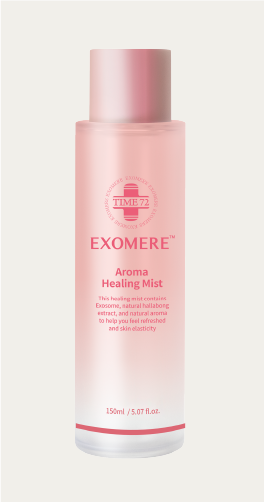 TIME 72
EXOMERE™
Aroma
Healing Mist
This healing mist contains
Exosome, natural hallabong
extract, and natural aroma
to help you feel refreshed
and skin elasticity.
150ml / 5.07 fl.oz.